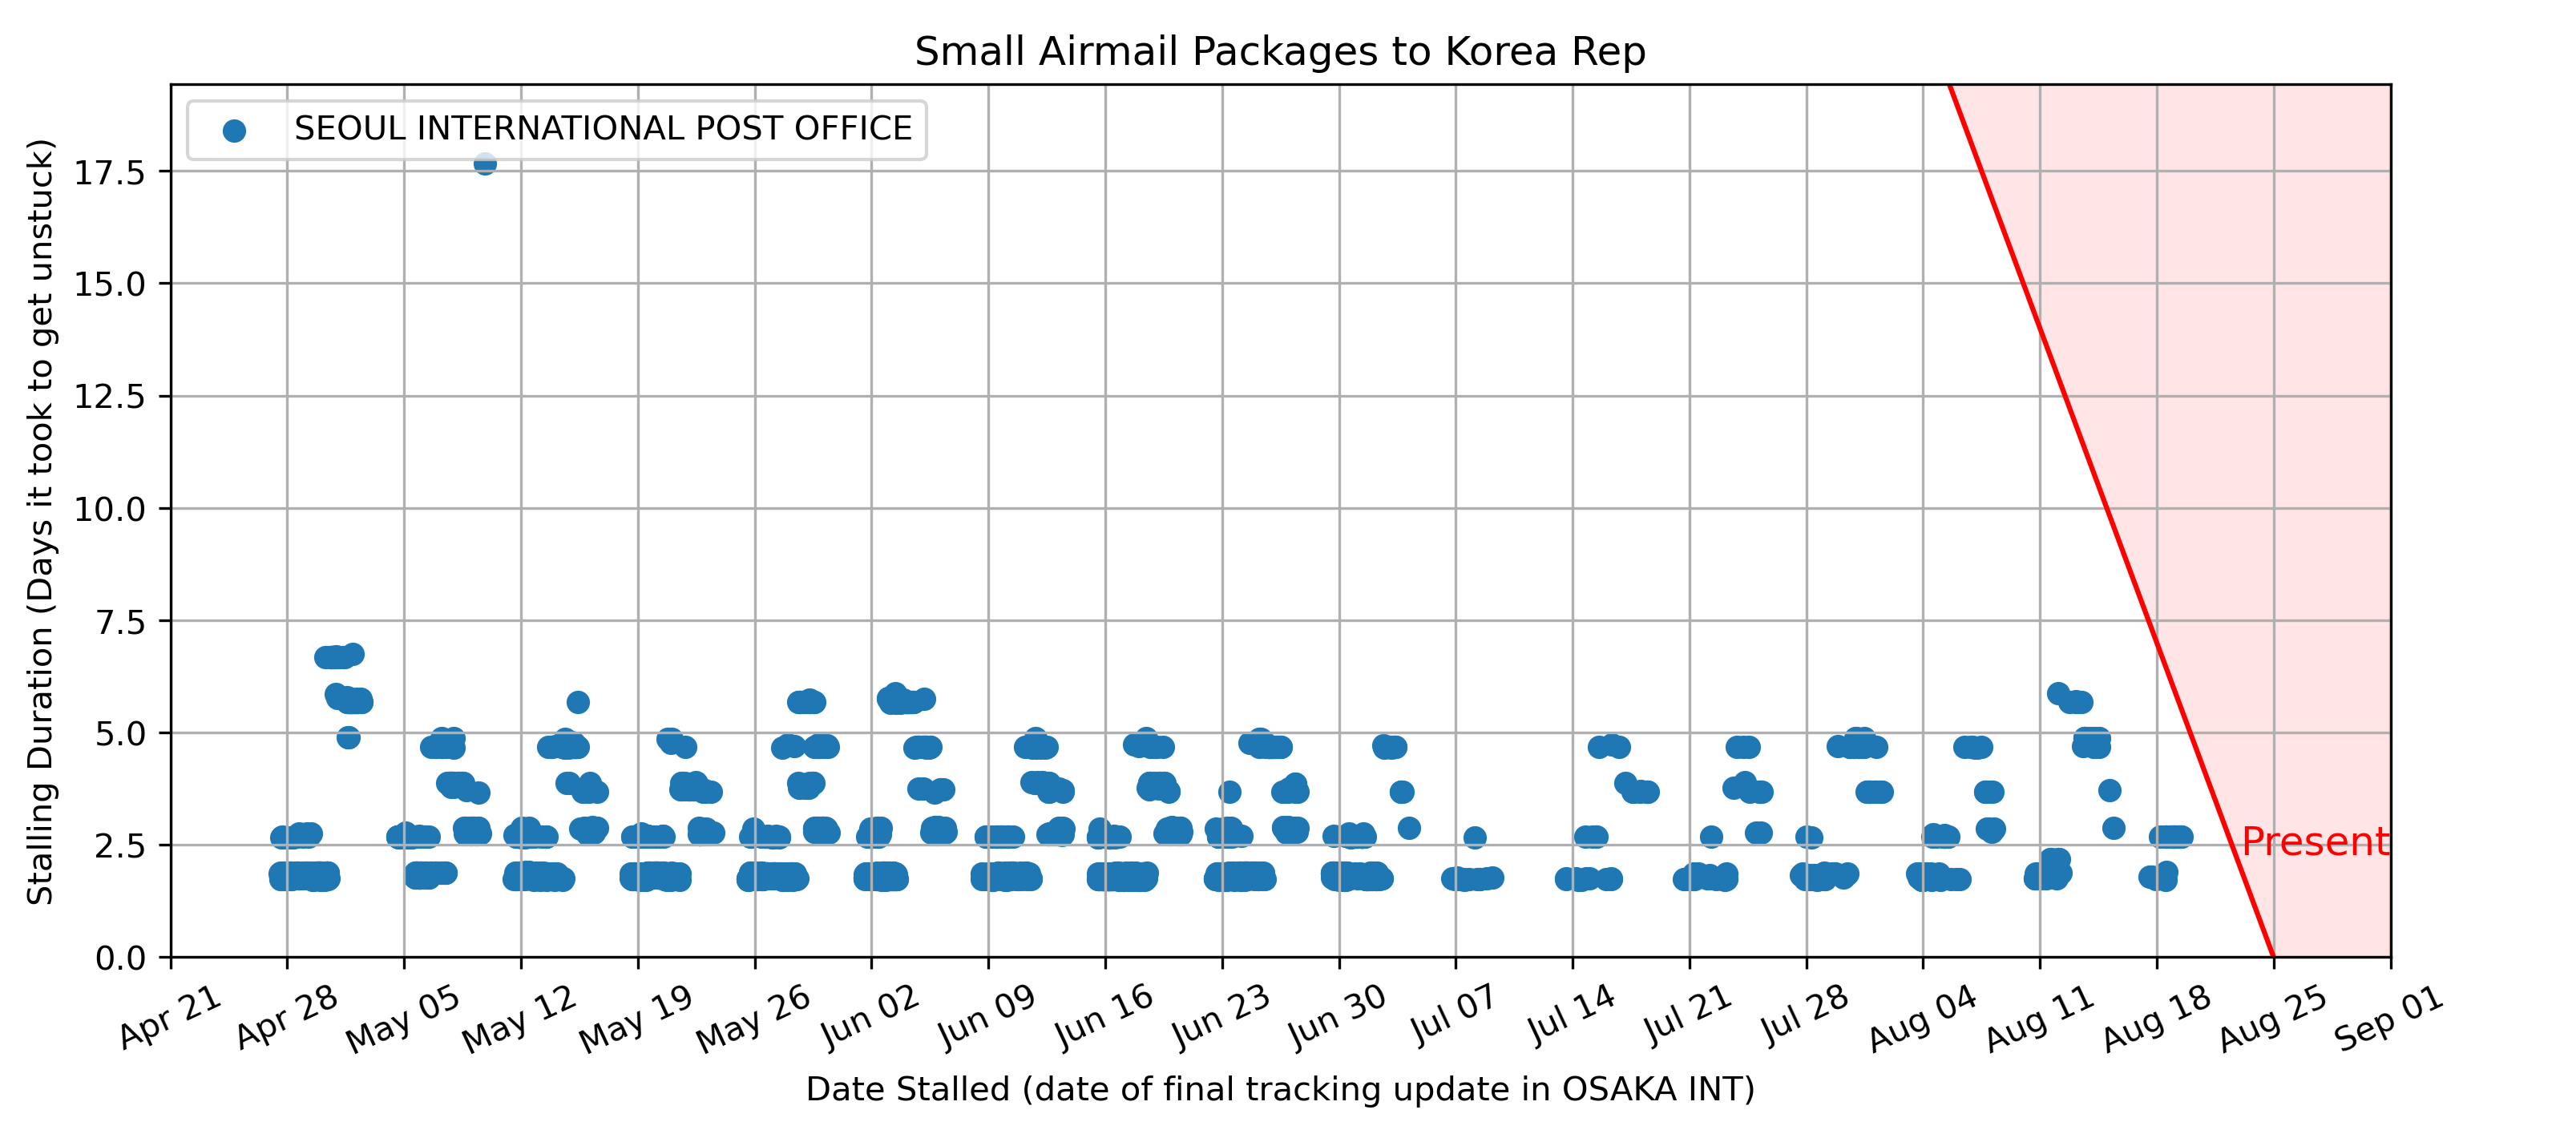 Small Airmail Packages to Korea Rep
SEOUL INTERNATIONAL POST OFFICE
Stalling Duration (Days it took to get unstuck)
17.5
15.0
12.5
10.0
7.5
5.0
2.5
0.0
Present
Apr 21
Apr 28
May 05
May 12
May 19
May 26
Jun 02
Jun 09
Jun 16
Jun 23
Jun 30
Jul 07
Jul 14
Jul 21
Jul 28
Aug 04
Aug 11
Aug 18
Aug 25
Sep 01
Date Stalled (date of final tracking update in OSAKA INT)